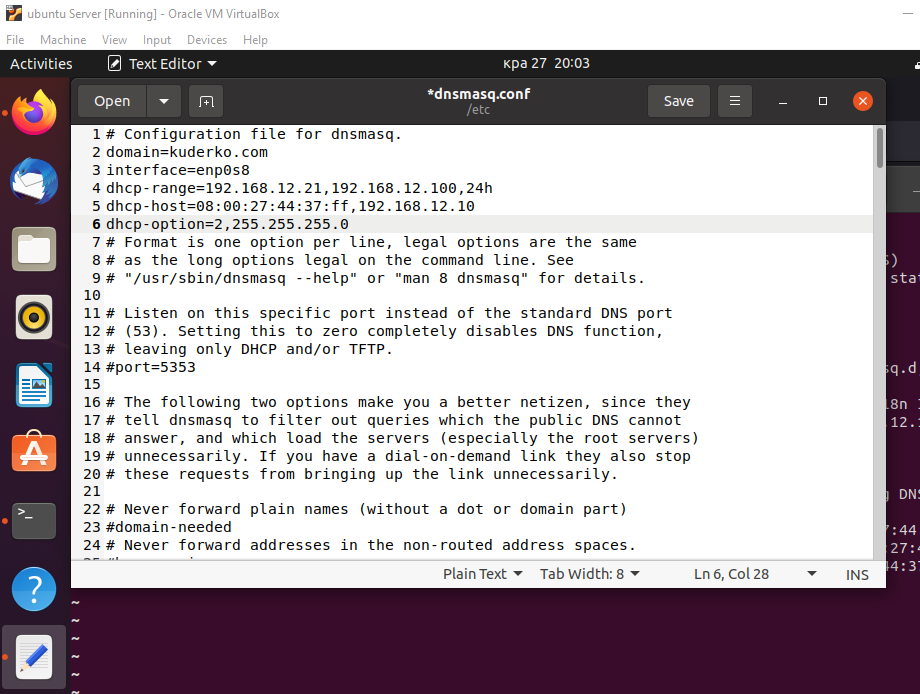 ubuntu Server [Running] - Oracle VM VirtualBox
File Machine View Input Devices Help
Activities Text Editor кра 27 20:03
Open *dnsmasq.conf Save
/etc
1 # Configuration file for dnsmasq.
2 domain=kuderko.com
3 interface=enp0s8
4 dhcp-range=192.168.12.21,192.168.12.100,24h
5 dhcp-host=08:00:27:44:37:ff,192.168.12.10
6 dhcp-option=2,255.255.255.0
7 # Format is one option per line, legal options are the same
8 # as the long options legal on the command line. See
9 # "/usr/sbin/dnsmasq --help" or "man 8 dnsmasq" for details.
10
11 # Listen on this specific port instead of the standard DNS port
12 # (53). Setting this to zero completely disables DNS function,
13 # leaving only DHCP and/or TFTP.
14 #port=5353
15
16 # The following two options make you a better netizen, since they
17 # tell dnsmasq to filter out queries which the public DNS cannot
18 # answer, and which load the servers (especially the root servers)
19 # unnecessarily. If you have a dial-on-demand link they also stop
20 # these requests from bringing up the link unnecessarily.
21
22 # Never forward plain names (without a dot or domain part)
23 #domain-needed
24 # Never forward addresses in the non-routed address spaces.
Plain Text Tab Width: 8 Ln 6, Col 28 INS
~
~
~
~
~
~